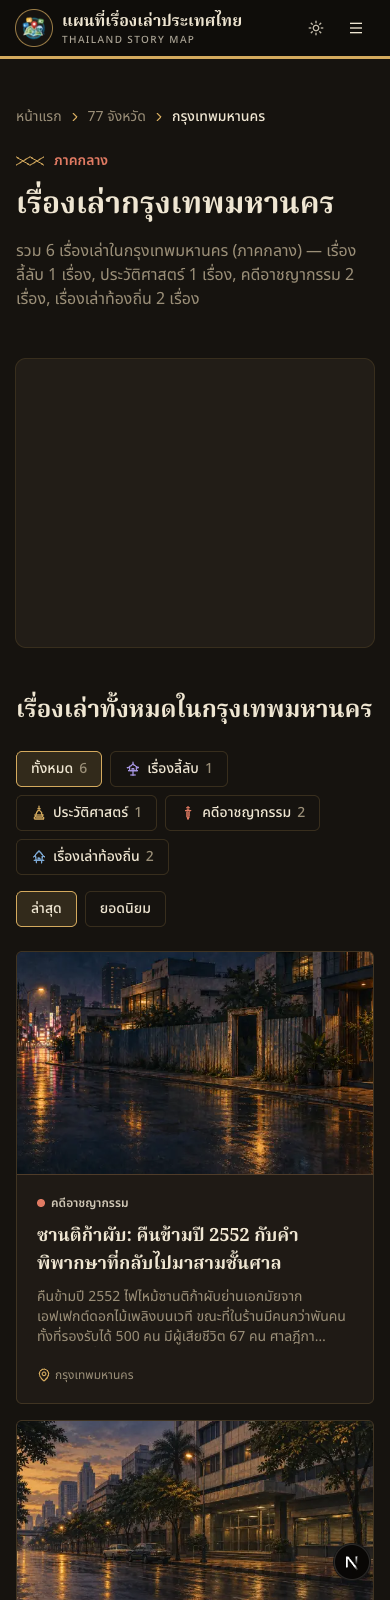 แผนที่เรื่องเล่าประเทศไทย
THAILAND STORY MAP
หน้าแรก > 77 จังหวัด > กรุงเทพมหานคร
ภาคกลาง
เรื่องเล่ากรุงเทพมหานคร
รวม 6 เรื่องเล่าในกรุงเทพมหานคร (ภาคกลาง) — เรื่อง
ลี้ลับ 1 เรื่อง, ประวัติศาสตร์ 1 เรื่อง, คดีอาชญากรรม 2
เรื่อง, เรื่องเล่าท้องถิ่น 2 เรื่อง
เรื่องเล่าทั้งหมดในกรุงเทพมหานคร
ทั้งหมด 6 เรื่องลี้ลับ 1
ประวัติศาสตร์ 1 คดีอาชญากรรม 2
เรื่องเล่าท้องถิ่น 2
ล่าสุด ยอดนิยม
คดีอาชญากรรม
ซานติก้าผับ: คืนข้ามปี 2552 กับคำ
พิพากษาที่กลับไปมาสามชั้นศาล
คืนข้ามปี 2552 ไฟไหม้ซานติก้าผับย่านเอกมัยจาก
เอฟเฟกต์ดอกไม้เพลิงบนเวที ขณะที่ในร้านมีคนกว่าพันคน
ทั้งที่รองรับได้ 500 คน มีผู้เสียชีวิต 67 คน ศาลฎีกา...
กรุงเทพมหานคร
N